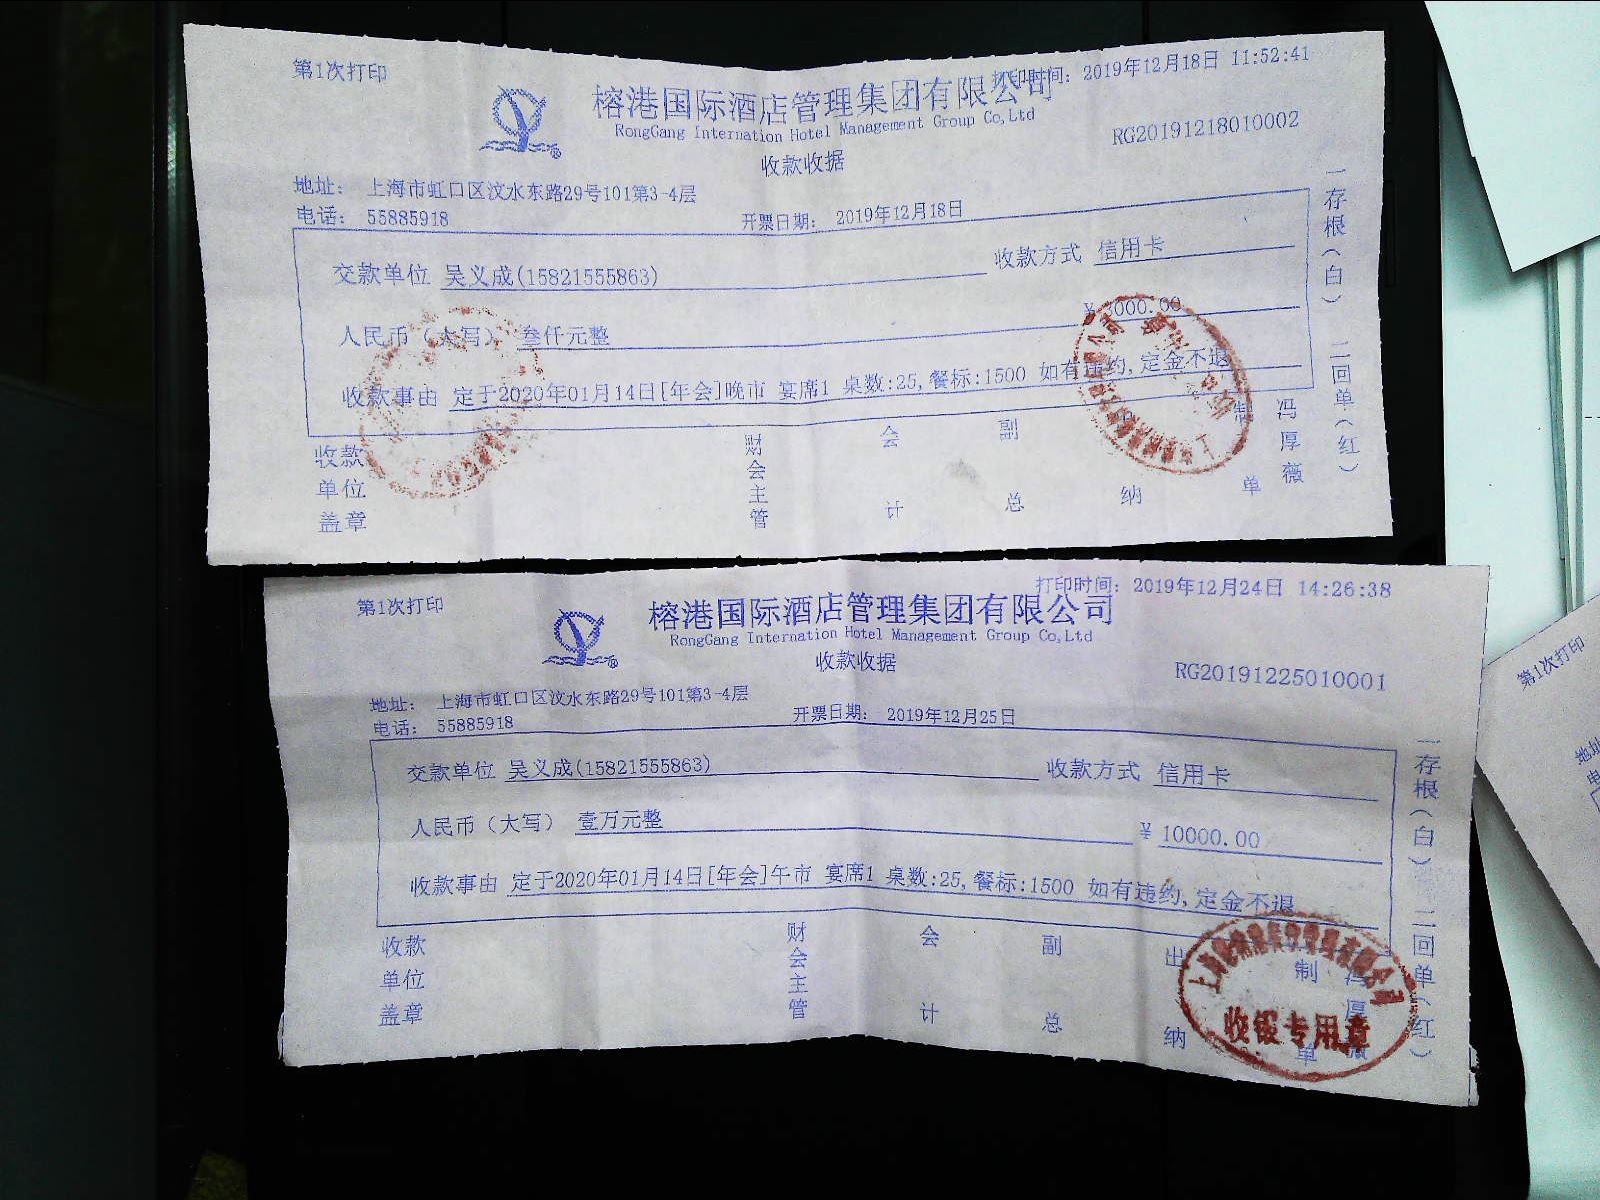 第1次打印
打印时间: 2019年12月18日 11:52:41
榕港国际酒店管理集团有限公司
RongGang Internation Hotel Management Group Co,Ltd
RG20191218010002
收款收据
地址: 上海市虹口区汶水东路29号101第3-4层
电话: 55885918
开票日期: 2019年12月18日
交款单位 吴义成(15821555863)
收款方式 信用卡
人民币（大写） 叁仟元整
¥ 3000.00
收款事由 定于2020年01月14日[年会]晚市 宴席1 桌数:25,餐标:1500 如有违约,定金不退
收款单位盖章
财会主管
会计
副总
纳
制单
冯厚薇
一存根(白)
二回单(红)
第1次打印
打印时间: 2019年12月24日 14:26:38
榕港国际酒店管理集团有限公司
RongGang Internation Hotel Management Group Co,Ltd
收款收据
RG20191225010001
地址: 上海市虹口区汶水东路29号101第3-4层
电话: 55885918
开票日期: 2019年12月25日
交款单位 吴义成(15821555863)
收款方式 信用卡
人民币（大写） 壹万元整
¥ 10000.00
收款事由 定于2020年01月14日[年会]午市 宴席1 桌数:25,餐标:1500 如有违约,定金不退
收款单位盖章
财会主管
会计
副总
出纳
制单
冯厚薇
一存根(白)
二回单(红)
收银专用章
第1次打印